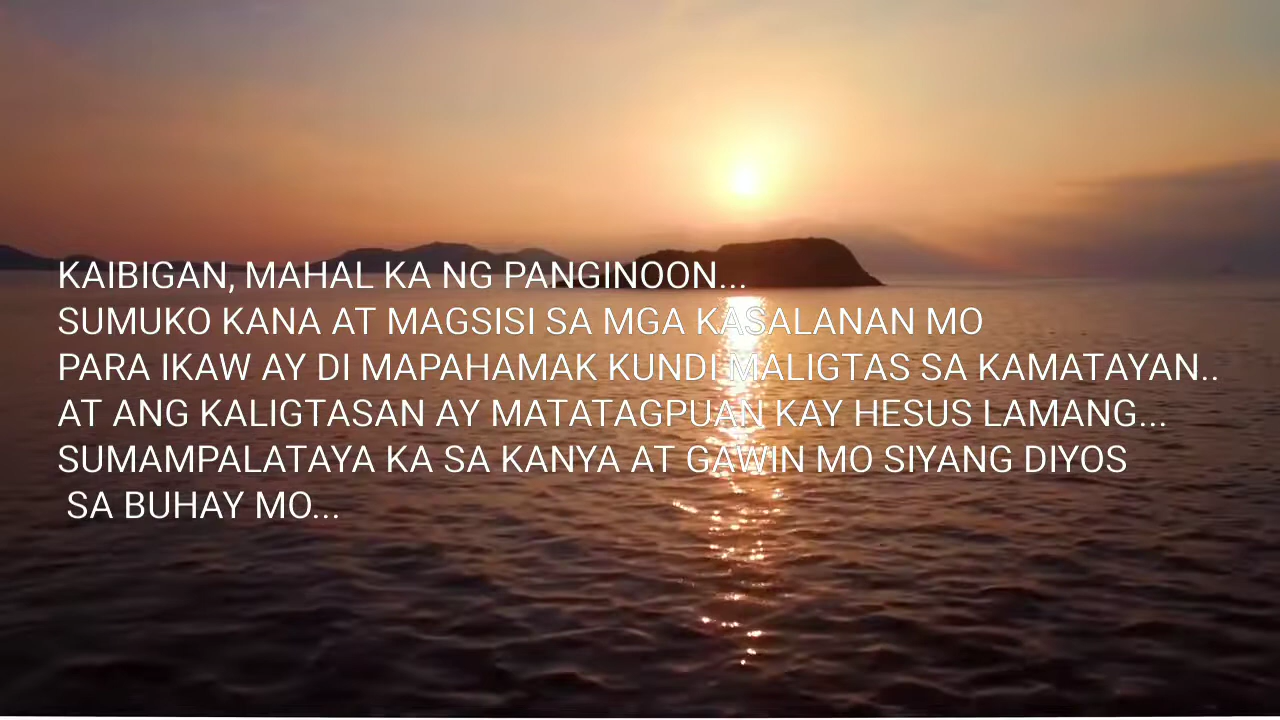 KAIBIGAN, MAHAL KA NG PANGINOON...
SUMUKO KANA AT MAGSISI SA MGA KASALANAN MO
PARA IKAW AY DI MAPAHAMAK KUNDI MALIGTAS SA KAMATAYAN..
AT ANG KALIGTASAN AY MATATAGPUAN KAY HESUS LAMANG...
SUMAMPALATAYA KA SA KANYA AT GAWIN MO SIYANG DIYOS
SA BUHAY MO...